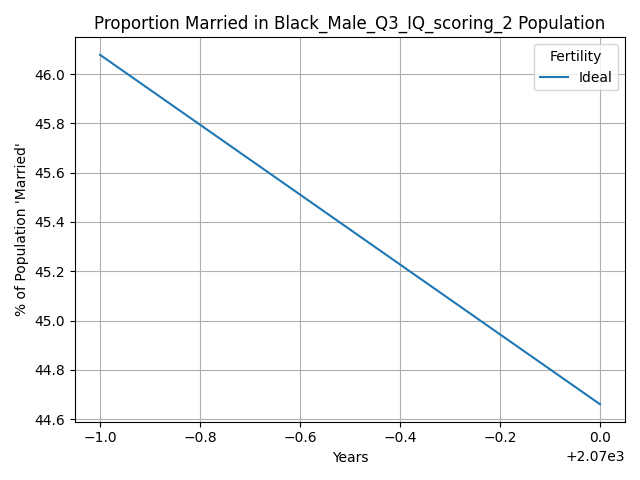 Proportion Married in Black_Male_Q3_IQ_scoring_2 Population
Fertility
Ideal
% of Population 'Married'
46.0
45.8
45.6
45.4
45.2
45.0
44.8
44.6
−1.0 −0.8 −0.6 −0.4 −0.2 0.0
Years
+2.07e3